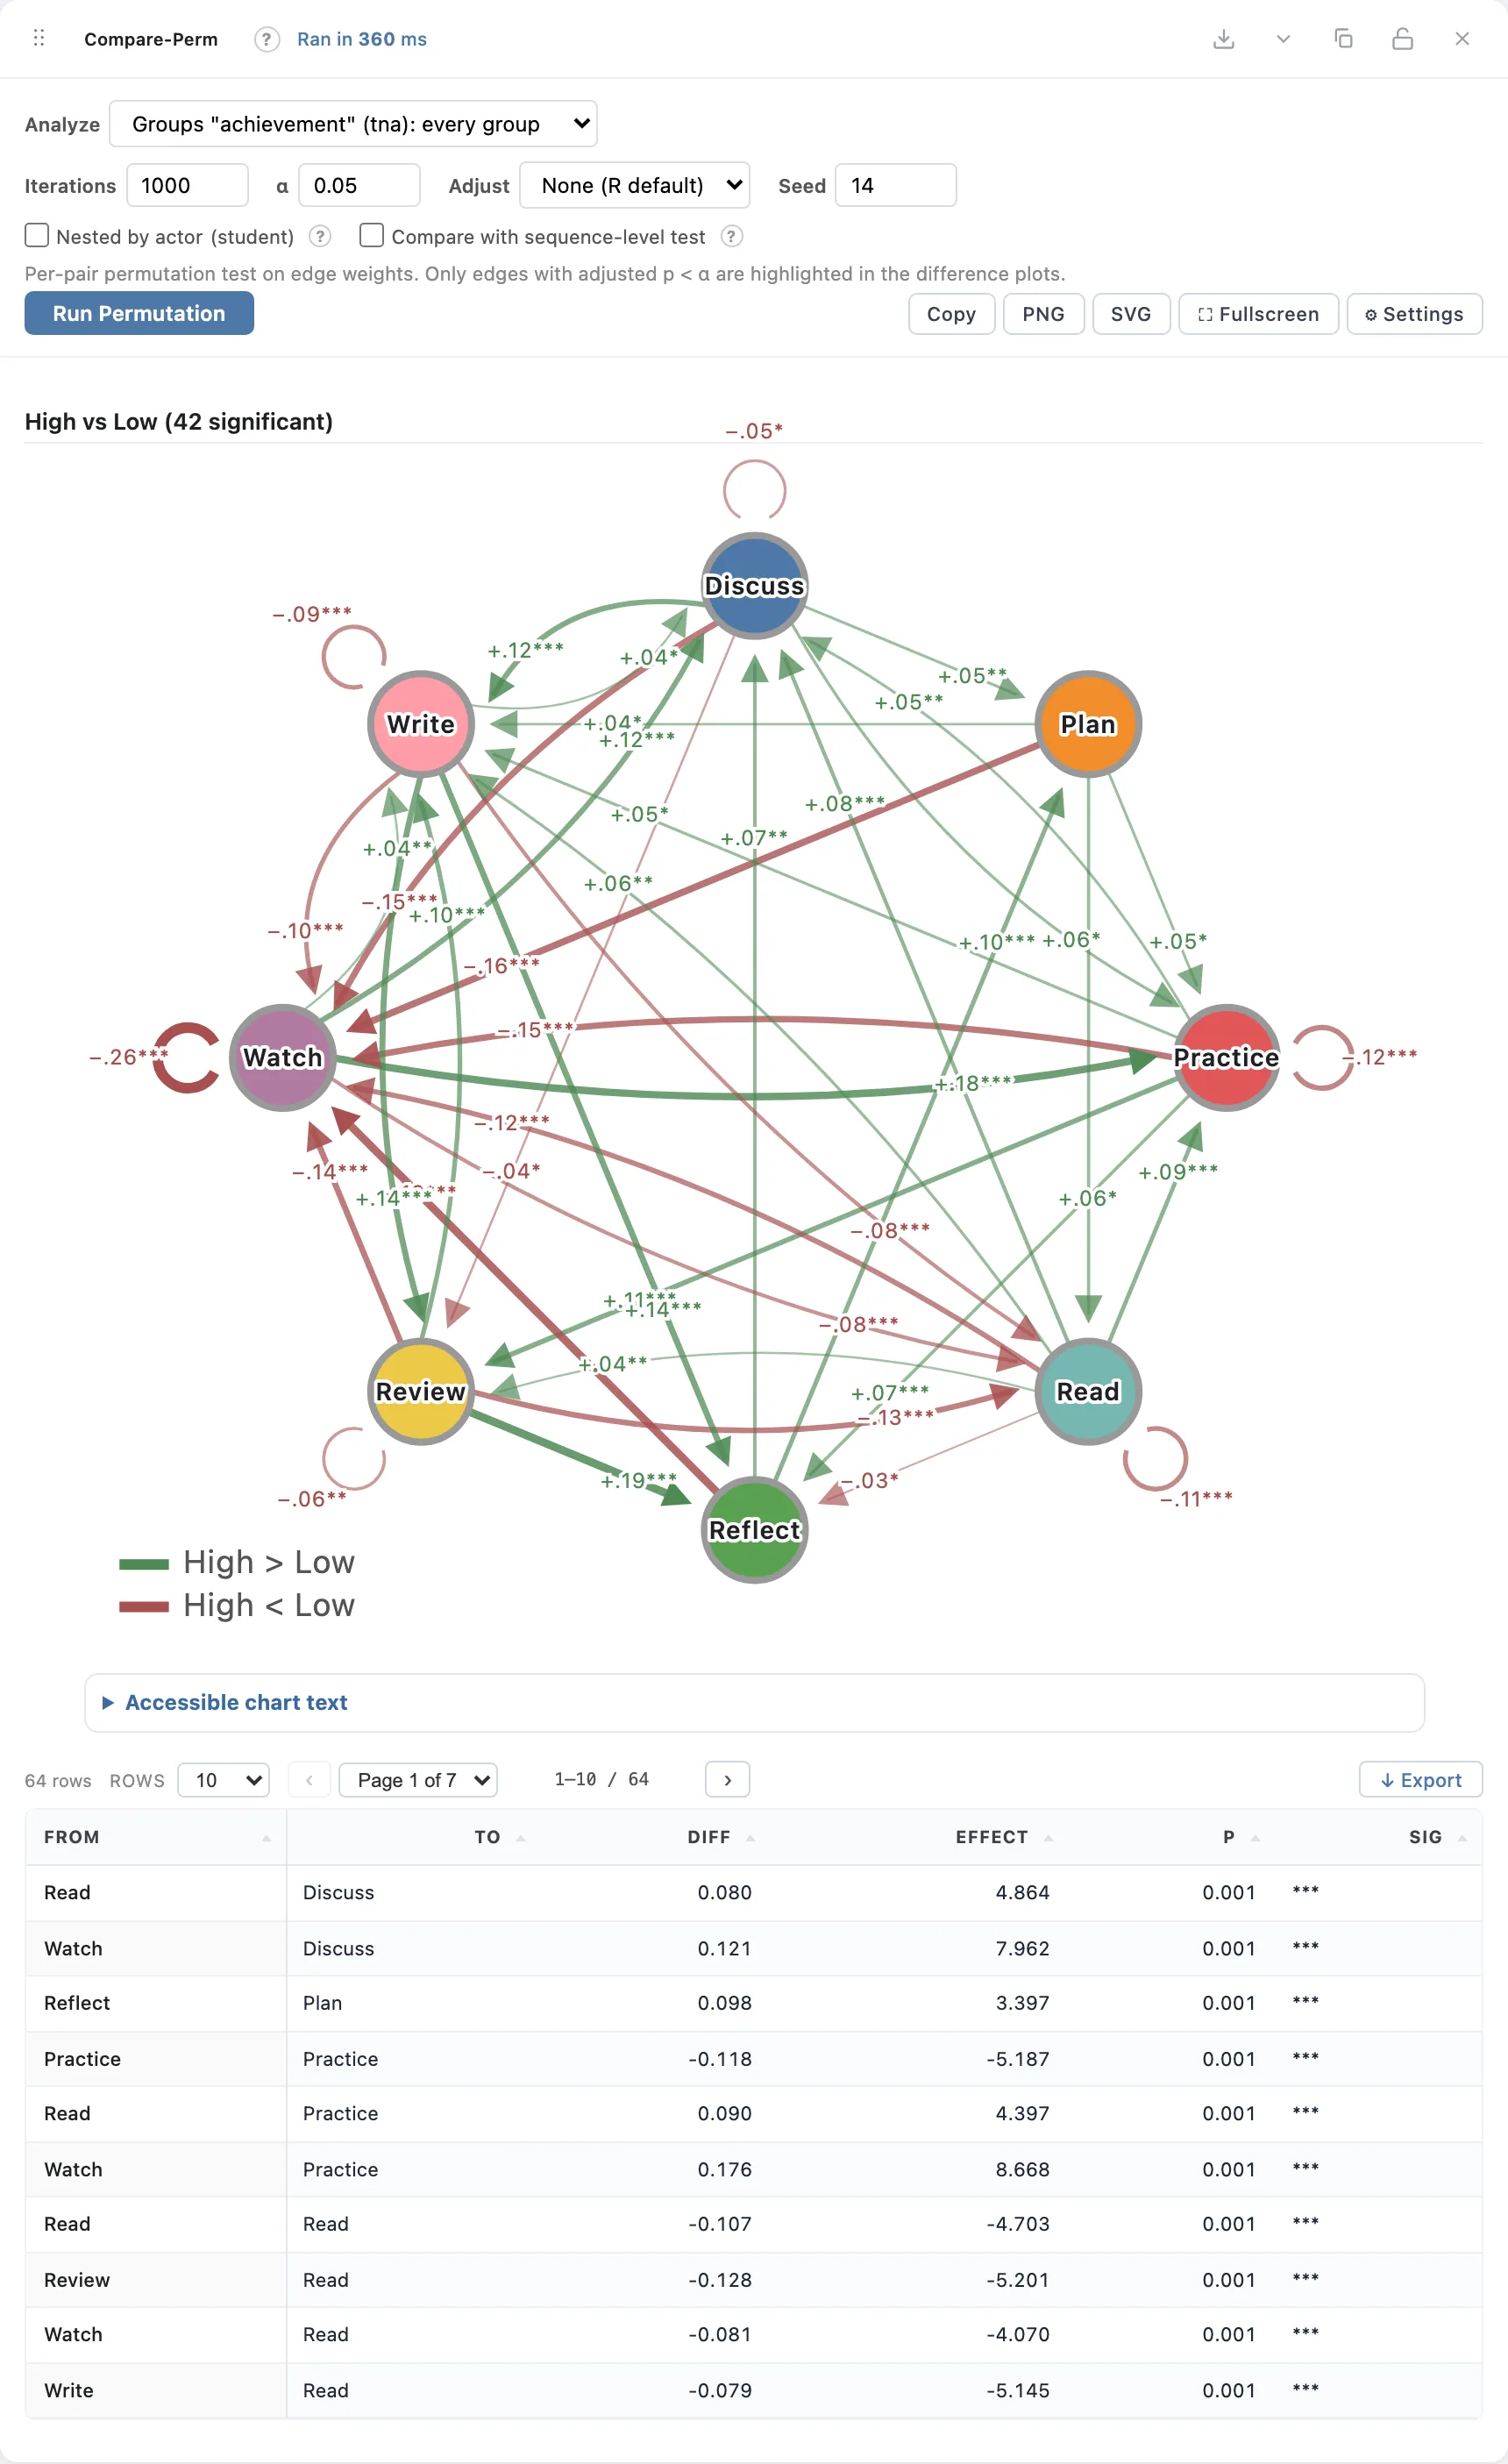 Compare-Perm ? Ran in 360 ms
Analyze Groups "achievement" (tna): every group
Iterations 1000 α 0.05 Adjust None (R default) Seed 14
Nested by actor (student) ? Compare with sequence-level test ?
Per-pair permutation test on edge weights. Only edges with adjusted p < α are highlighted in the difference plots.
Run Permutation Copy PNG SVG Fullscreen Settings
High vs Low (42 significant)
−.05*
Discuss
−.09***
+.12***
+.04*
+.05**
+.05**
Write
Plan
+.04*
+.12***
+.08***
+.05*
+.07**
+.04**
+.06**
−.15***
+.10***
−.10***
+.10***
+.06*
+.05*
−.16***
−.15***
−.26***
Watch
Practice
−.12***
+.18***
−.12***
−.14***
−.04*
+.09***
+.14***
+.06*
−.08***
+.11***
+.14***
−.08***
+.04**
Review
+.07***
Read
−.13***
+.19***
−.03*
−.06**
−.11***
Reflect
High > Low
High < Low
Accessible chart text
64 rows ROWS 10 ‹ Page 1 of 7 1–10 / 64 › ↓ Export
FROM TO DIFF EFFECT P SIG
Read Discuss 0.080 4.864 0.001 ***
Watch Discuss 0.121 7.962 0.001 ***
Reflect Plan 0.098 3.397 0.001 ***
Practice Practice -0.118 -5.187 0.001 ***
Read Practice 0.090 4.397 0.001 ***
Watch Practice 0.176 8.668 0.001 ***
Read Read -0.107 -4.703 0.001 ***
Review Read -0.128 -5.201 0.001 ***
Watch Read -0.081 -4.070 0.001 ***
Write Read -0.079 -5.145 0.001 ***